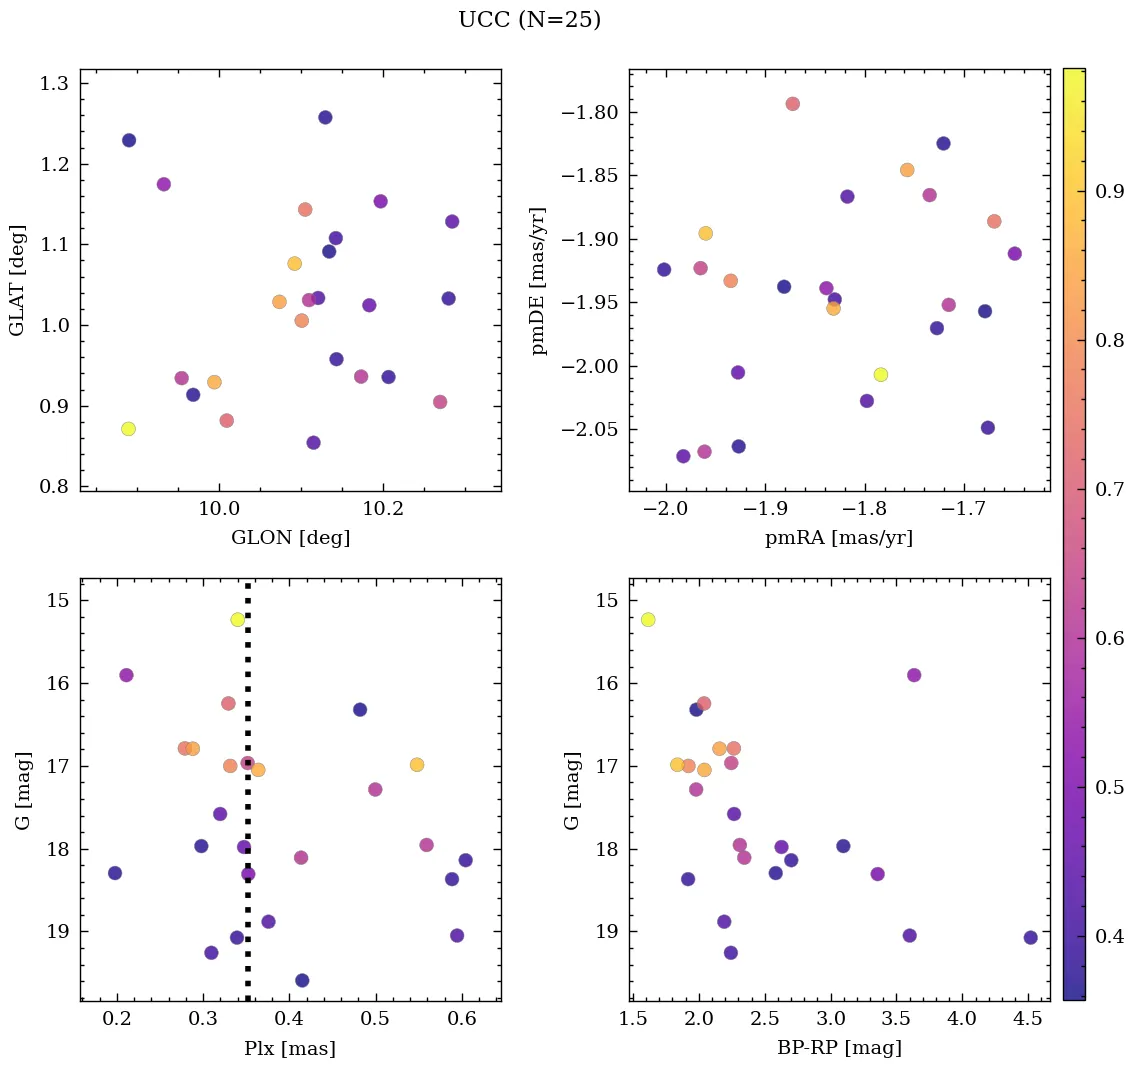 UCC (N=25)
1.3
1.2
1.1
1.0
0.9
0.8
GLAT [deg]
10.0 10.2
GLON [deg]
−1.80
−1.85
−1.90
−1.95
−2.00
−2.05
pmDE [mas/yr]
−2.0 −1.9 −1.8 −1.7
pmRA [mas/yr]
0.9
0.8
0.7
0.6
0.5
0.4
15
16
17
18
19
G [mag]
0.2 0.3 0.4 0.5 0.6
Plx [mas]
15
16
17
18
19
G [mag]
1.5 2.0 2.5 3.0 3.5 4.0 4.5
BP-RP [mag]